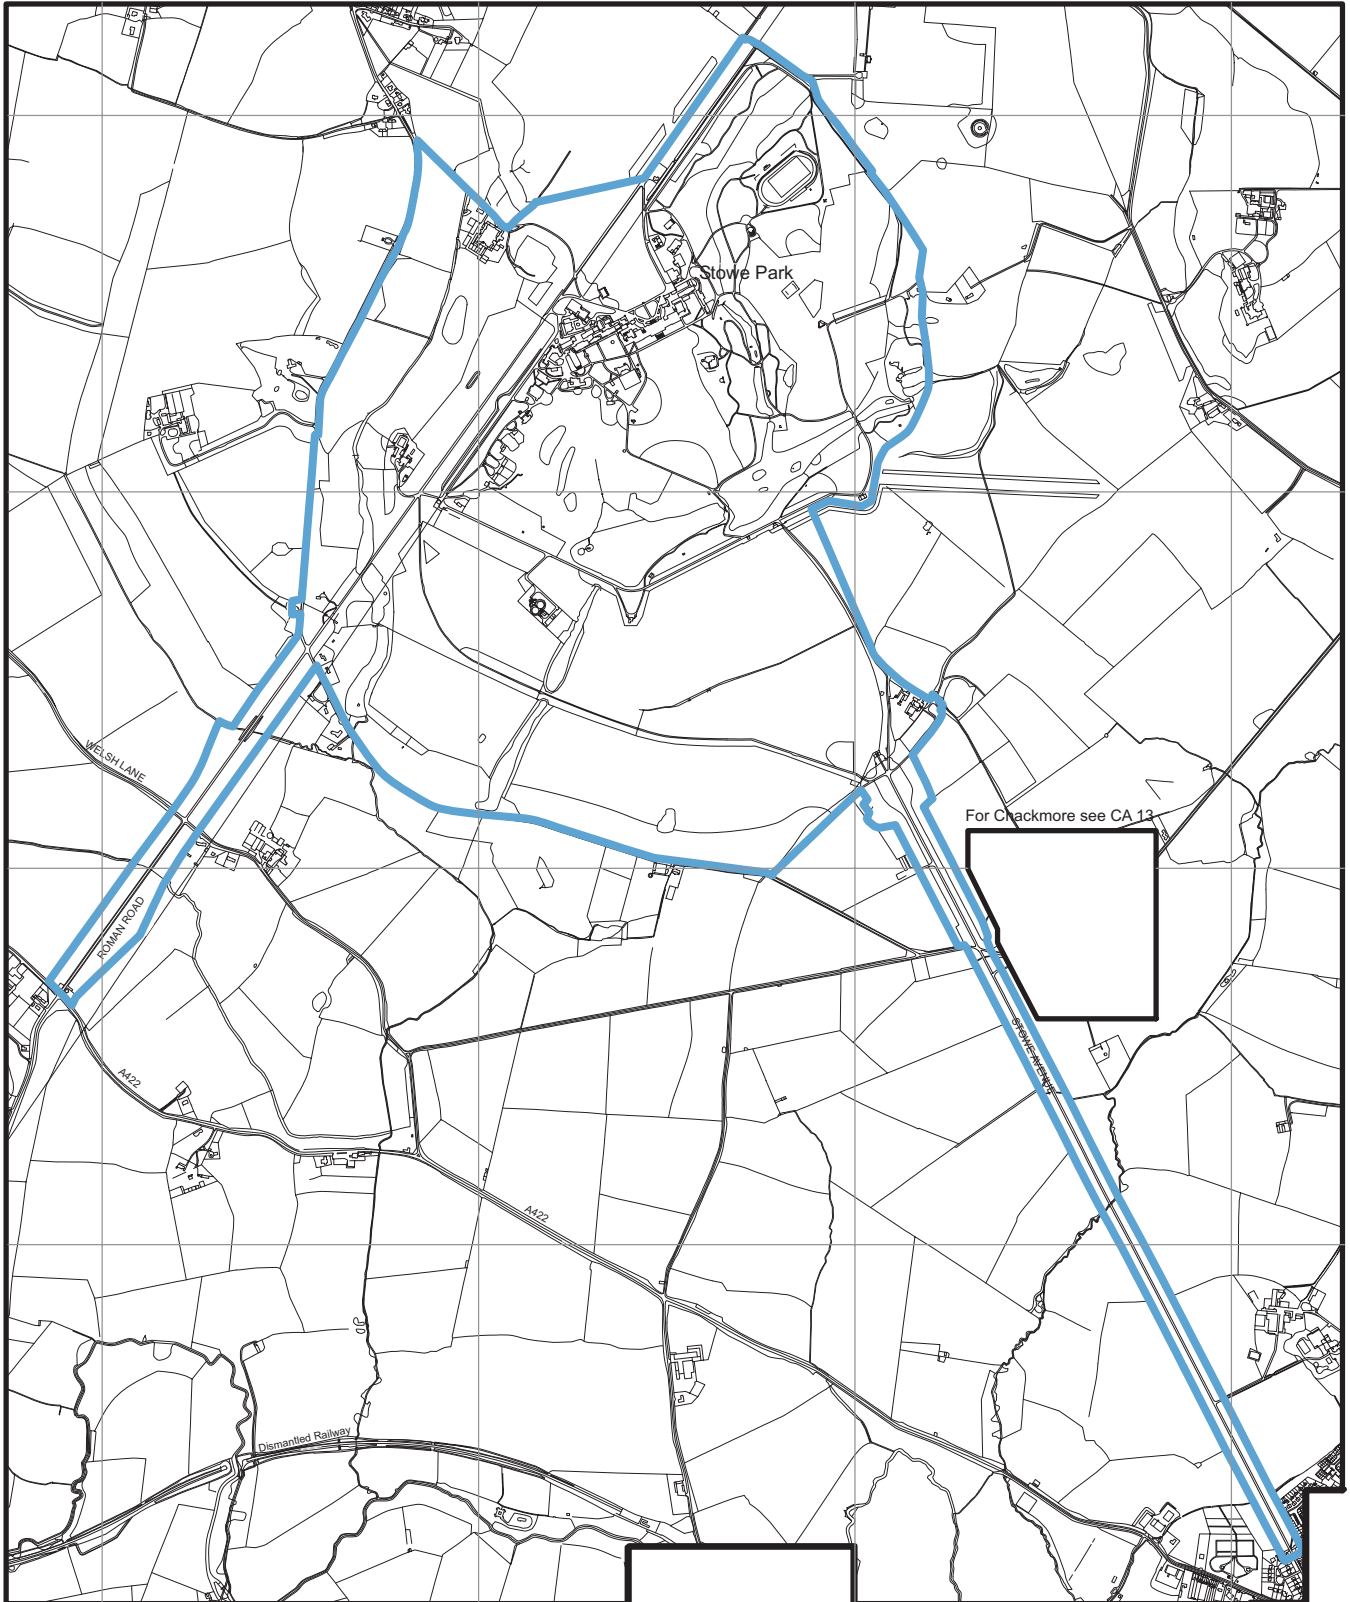 Stowe Park
WELSH LANE
For Chackmore see CA 13
ROMAN ROAD
STOWE AVENUE
A422
A422
Dismantled Railway